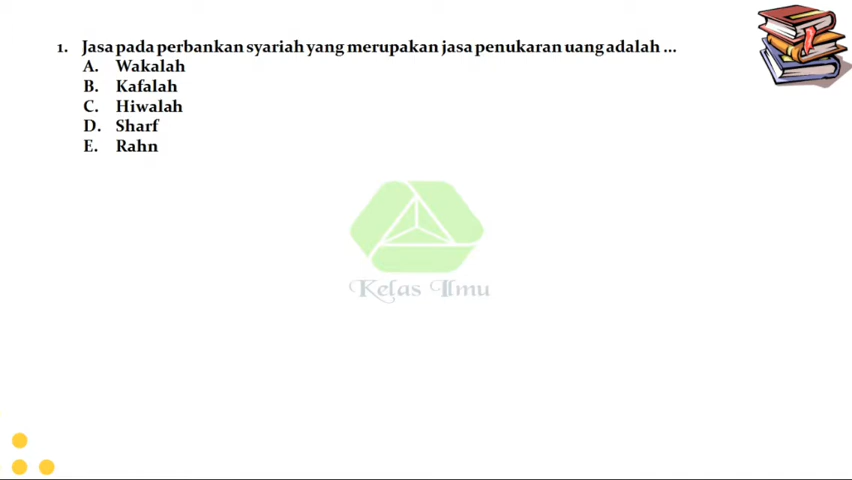 1. Jasa pada perbankan syariah yang merupakan jasa penukaran uang adalah ...
A. Wakalah
B. Kafalah
C. Hiwalah
D. Sharf
E. Rahn
Kelas Ilmu